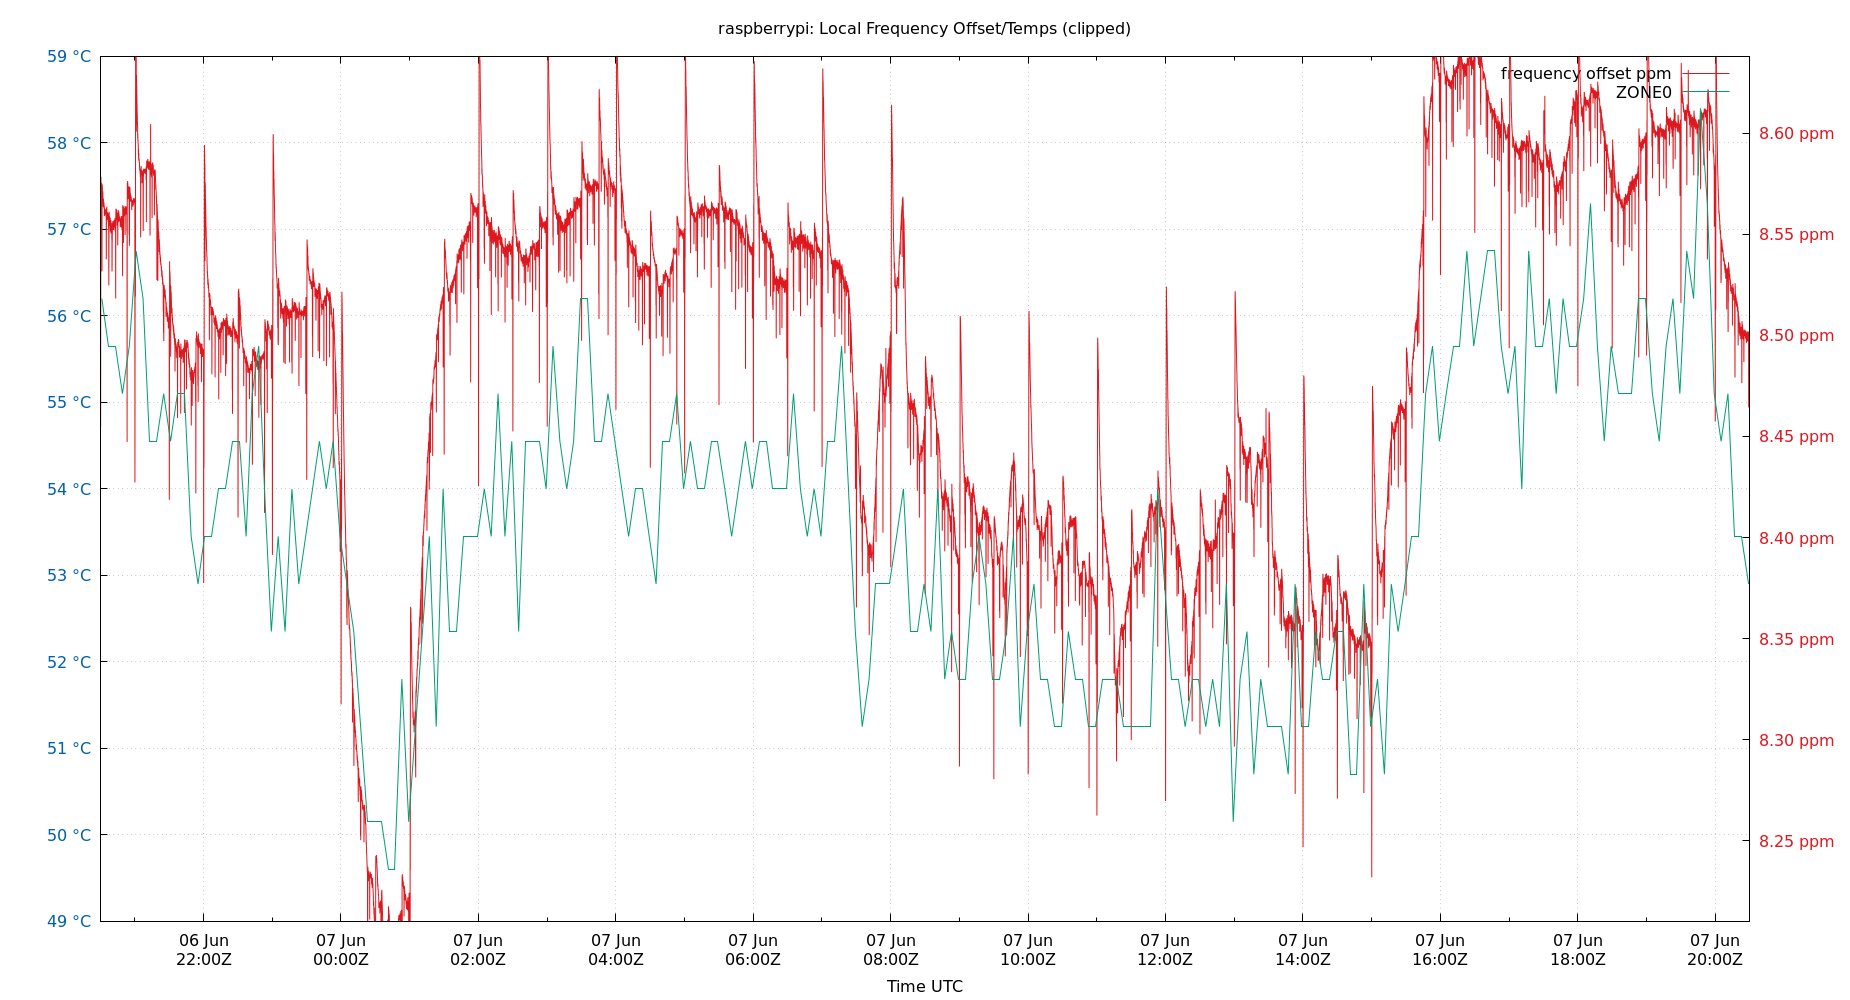 raspberrypi: Local Frequency Offset/Temps (clipped)
59 °C
58 °C
57 °C
56 °C
55 °C
54 °C
53 °C
52 °C
51 °C
50 °C
49 °C
frequency offset ppm
ZONE0
8.60 ppm
8.55 ppm
8.50 ppm
8.45 ppm
8.40 ppm
8.35 ppm
8.30 ppm
8.25 ppm
06 Jun
22:00Z
07 Jun
00:00Z
07 Jun
02:00Z
07 Jun
04:00Z
07 Jun
06:00Z
07 Jun
08:00Z
07 Jun
10:00Z
07 Jun
12:00Z
07 Jun
14:00Z
07 Jun
16:00Z
07 Jun
18:00Z
07 Jun
20:00Z
Time UTC